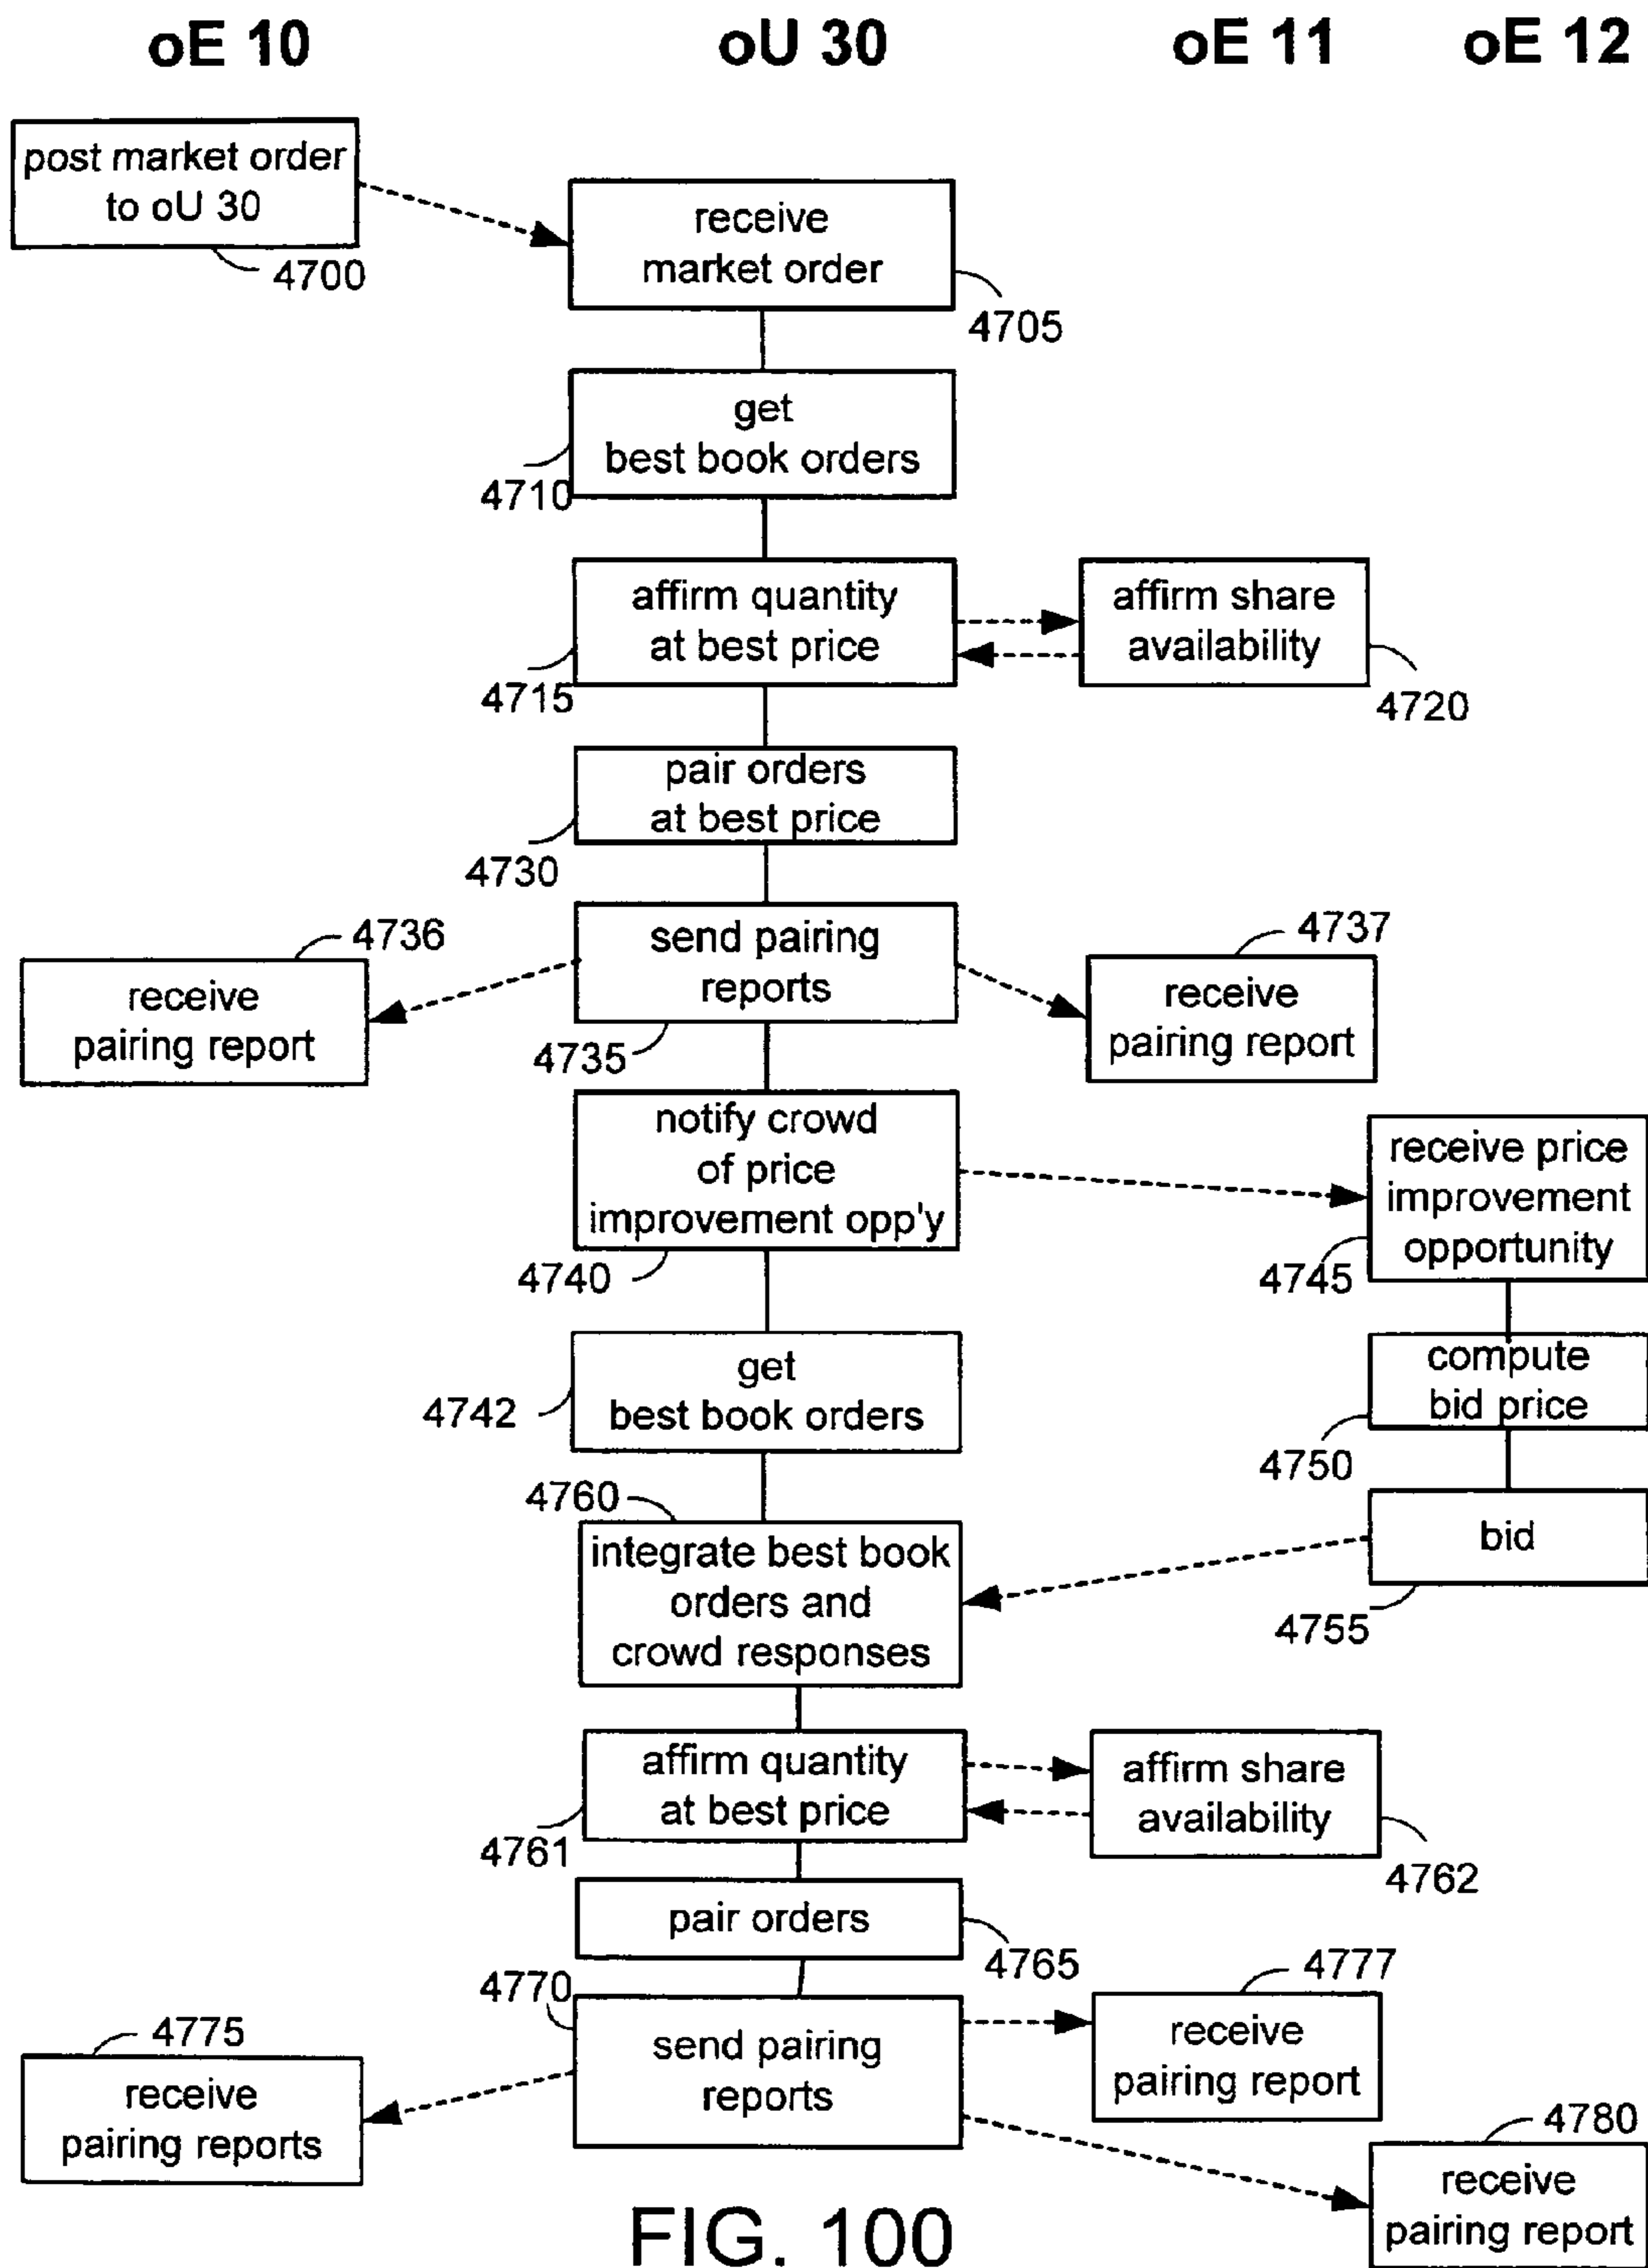 oE 10
oU 30
oE 11
oE 12
post market order
to oU 30
4700
receive
market order
4705
get
best book orders
4710
affirm quantity
at best price
4715
affirm share
availability
4720
pair orders
at best price
4730
send pairing
reports
4735
4736
receive
pairing report
4737
receive
pairing report
notify crowd
of price
improvement opp'y
4740
receive price
improvement
opportunity
4745
get
best book orders
4742
compute
bid price
4750
bid
4755
4760
integrate best book
orders and
crowd responses
affirm quantity
at best price
4761
affirm share
availability
4762
pair orders
4765
4770
send pairing
reports
4777
receive
pairing report
4775
receive
pairing reports
4780
receive
pairing report
FIG. 100